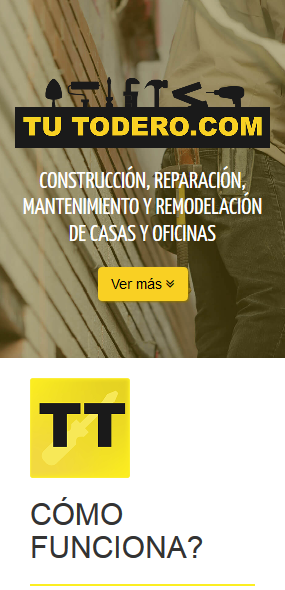 TU TODERO.COM
CONSTRUCCIÓN, REPARACIÓN,
MANTENIMIENTO Y REMODELACIÓN
DE CASAS Y OFICINAS
Ver más
TT
CÓMO
FUNCIONA?